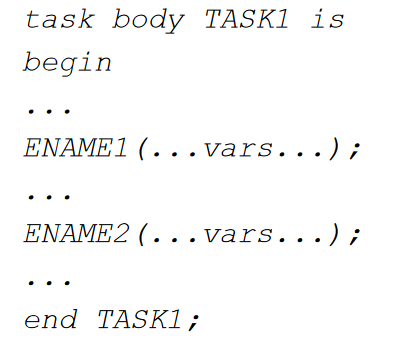 task body TASK1 is
begin
...
ENAME1(...vars...);
...
ENAME2(...vars...);
...
end TASK1;